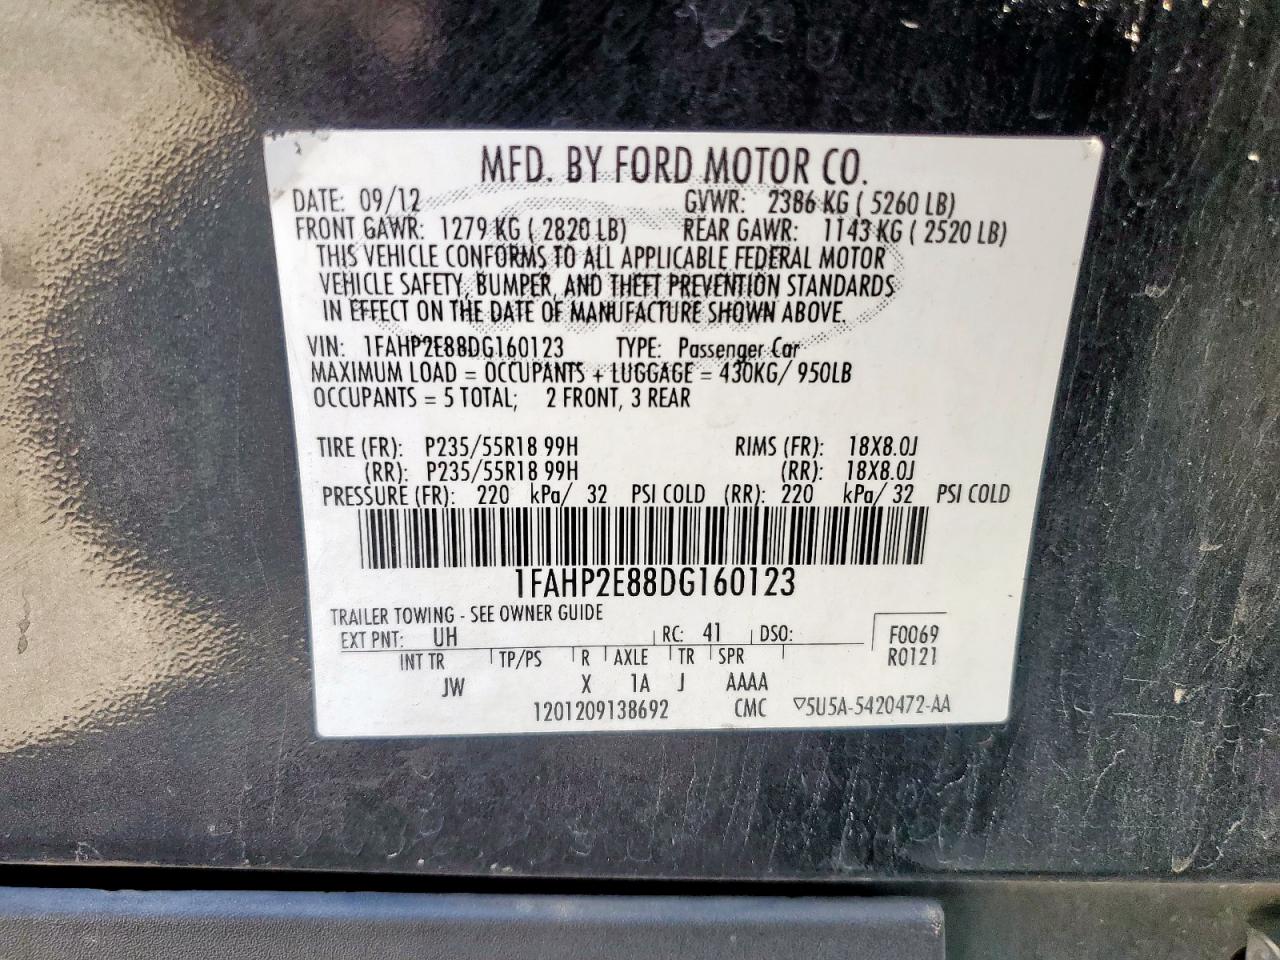 MFD. BY FORD MOTOR CO.
DATE: 09/12 GVWR: 2386 KG ( 5260 LB)
FRONT GAWR: 1279 KG ( 2820 LB) REAR GAWR: 1143 KG ( 2520 LB)
THIS VEHICLE CONFORMS TO ALL APPLICABLE FEDERAL MOTOR
VEHICLE SAFETY, BUMPER, AND THEFT PREVENTION STANDARDS
IN EFFECT ON THE DATE OF MANUFACTURE SHOWN ABOVE.
VIN: 1FAHP2E88DG160123 TYPE: Passenger Car
MAXIMUM LOAD = OCCUPANTS + LUGGAGE = 430KG/ 950LB
OCCUPANTS = 5 TOTAL; 2 FRONT, 3 REAR
TIRE (FR): P235/55R18 99H RIMS (FR): 18X8.0J
(RR): P235/55R18 99H (RR): 18X8.0J
PRESSURE (FR): 220 kPa/ 32 PSI COLD (RR): 220 kPa/ 32 PSI COLD
1FAHP2E88DG160123
TRAILER TOWING - SEE OWNER GUIDE
EXT PNT: UH RC: 41 DSO: F0069
INT TR TP/PS R AXLE TR SPR R0121
JW X 1A J AAAA
1201209138692 CMC ▽5U5A-5420472-AA